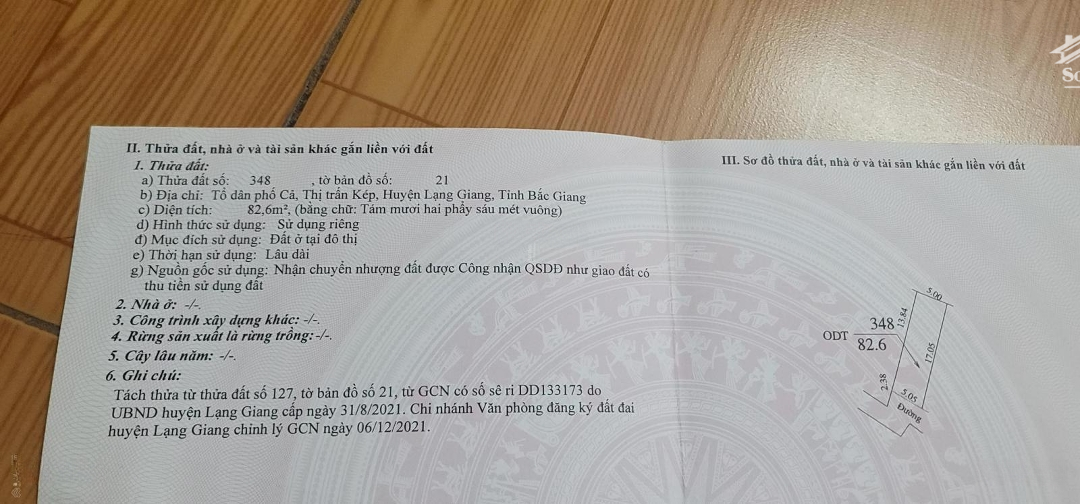 II. Thửa đất, nhà ở và tài sản khác gắn liền với đất
1. Thửa đất:
a) Thửa đất số: 348 , tờ bản đồ số: 21
b) Địa chỉ: Tổ dân phố Cả, Thị trấn Kép, Huyện Lạng Giang, Tỉnh Bắc Giang
c) Diện tích: 82,6m², (bằng chữ: Tám mươi hai phẩy sáu mét vuông)
d) Hình thức sử dụng: Sử dụng riêng
đ) Mục đích sử dụng: Đất ở tại đô thị
e) Thời hạn sử dụng: Lâu dài
g) Nguồn gốc sử dụng: Nhận chuyển nhượng đất được Công nhận QSDĐ như giao đất có
thu tiền sử dụng đất
2. Nhà ở: -/-.
3. Công trình xây dựng khác: -/-.
4. Rừng sản xuất là rừng trồng: -/-.
5. Cây lâu năm: -/-.
6. Ghi chú:
Tách thửa từ thửa đất số 127, tờ bản đồ số 21, từ GCN có số sê ri DD133173 do
UBND huyện Lạng Giang cấp ngày 31/8/2021. Chi nhánh Văn phòng đăng ký đất đai
huyện Lạng Giang chỉnh lý GCN ngày 06/12/2021.
III. Sơ đồ thửa đất, nhà ở và tài sản khác gắn liền với đất
5.00
13.84
ODT 348
82.6
17.05
2.38
5.05
Đường